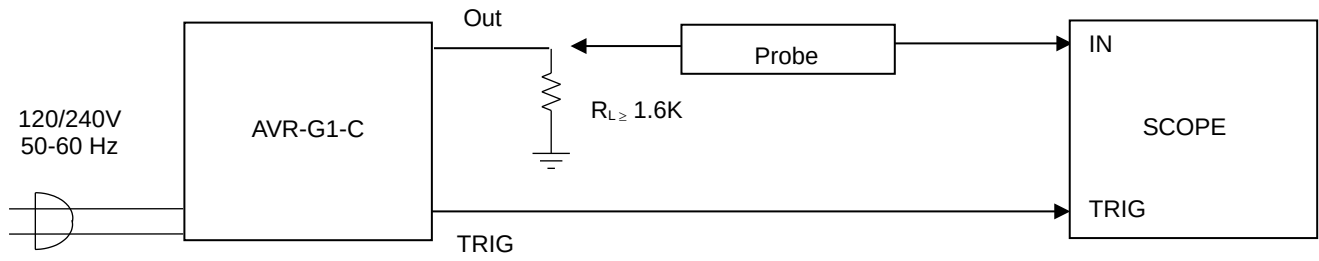 Out
Probe
IN
120/240V
50-60 Hz
AVR-G1-C
RL ≥ 1.6K
SCOPE
TRIG
TRIG